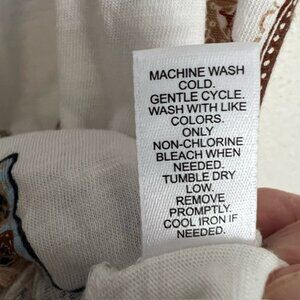 MACHINE WASH
COLD.
GENTLE CYCLE.
WASH WITH LIKE
COLORS.
ONLY
NON-CHLORINE
BLEACH WHEN
NEEDED.
TUMBLE DRY
LOW.
REMOVE
PROMPTLY.
COOL IRON IF
NEEDED.